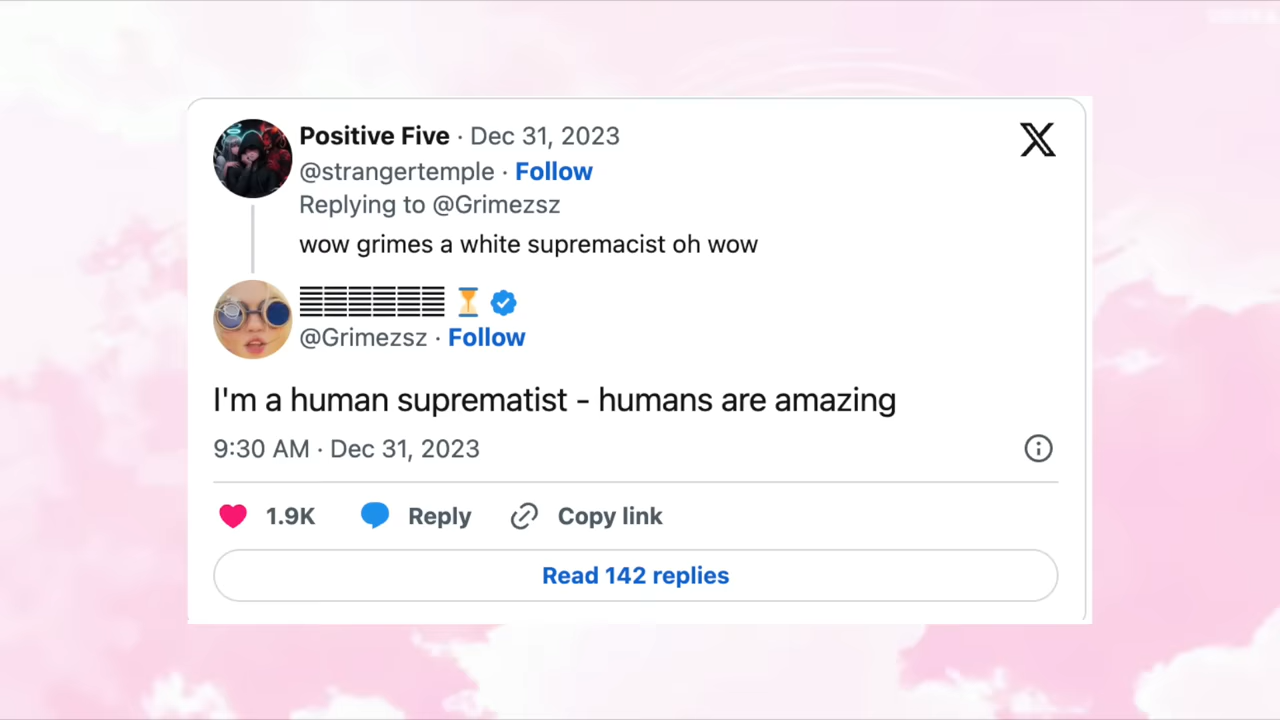 Positive Five · Dec 31, 2023
@strangertemple · Follow
Replying to @Grimezsz
wow grimes a white supremacist oh wow
𝌆𝌆𝌆𝌆𝌆𝌆 ⏳
@Grimezsz · Follow
I'm a human suprematist - humans are amazing
9:30 AM · Dec 31, 2023
1.9K Reply Copy link
Read 142 replies